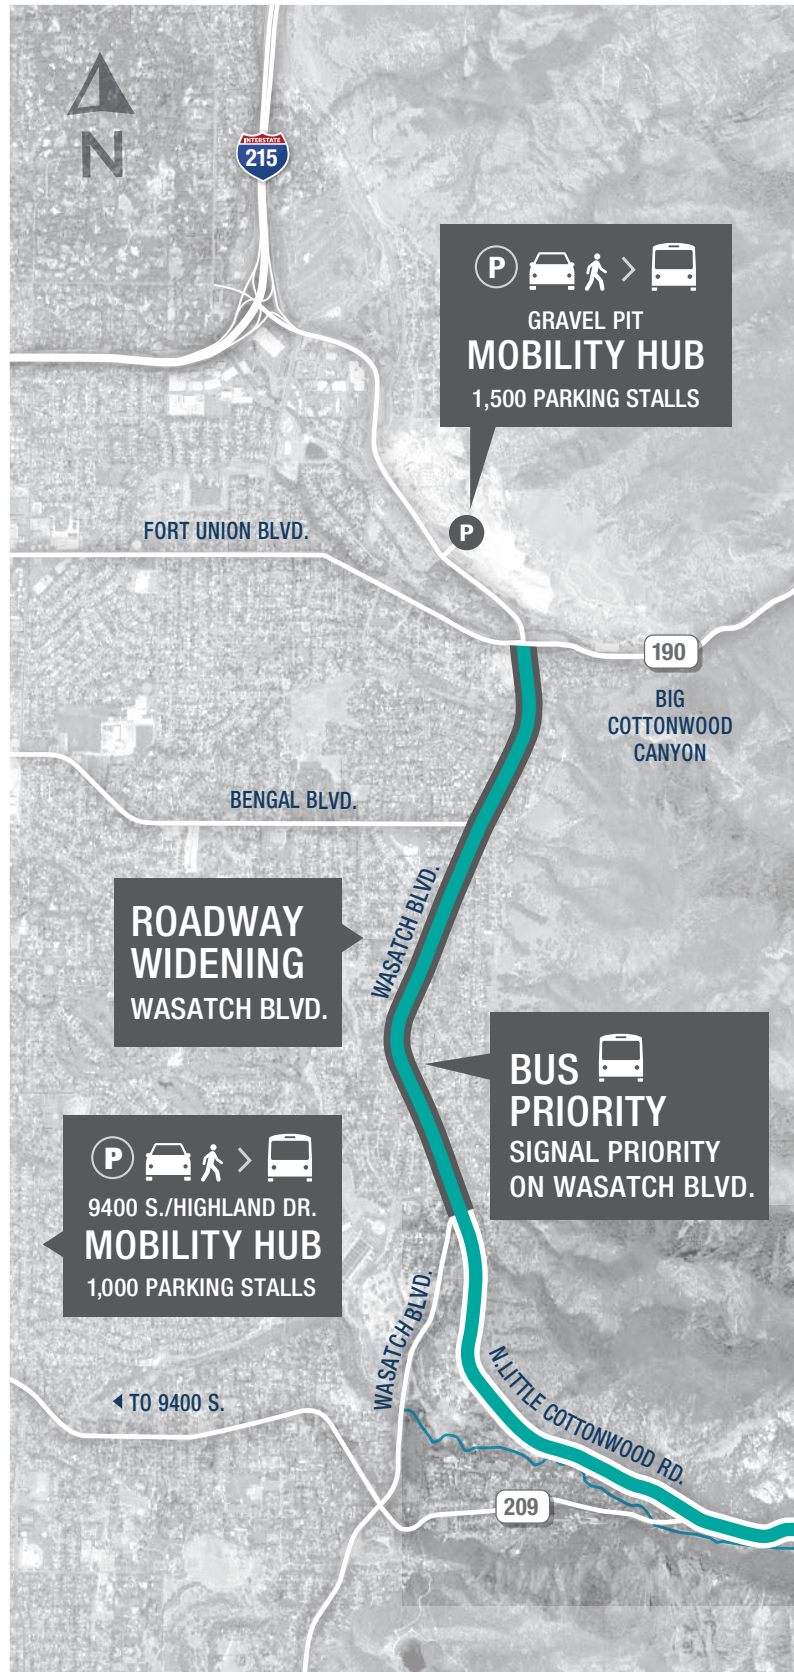 N
INTERSTATE
215
P
GRAVEL PIT
MOBILITY HUB
1,500 PARKING STALLS
FORT UNION BLVD.
P
190
BIG
COTTONWOOD
CANYON
BENGAL BLVD.
WASATCH BLVD.
ROADWAY
WIDENING
WASATCH BLVD.
BUS
PRIORITY
SIGNAL PRIORITY
ON WASATCH BLVD.
P
9400 S./HIGHLAND DR.
MOBILITY HUB
1,000 PARKING STALLS
WASATCH BLVD.
TO 9400 S.
N.LITTLE COTTONWOOD RD.
209